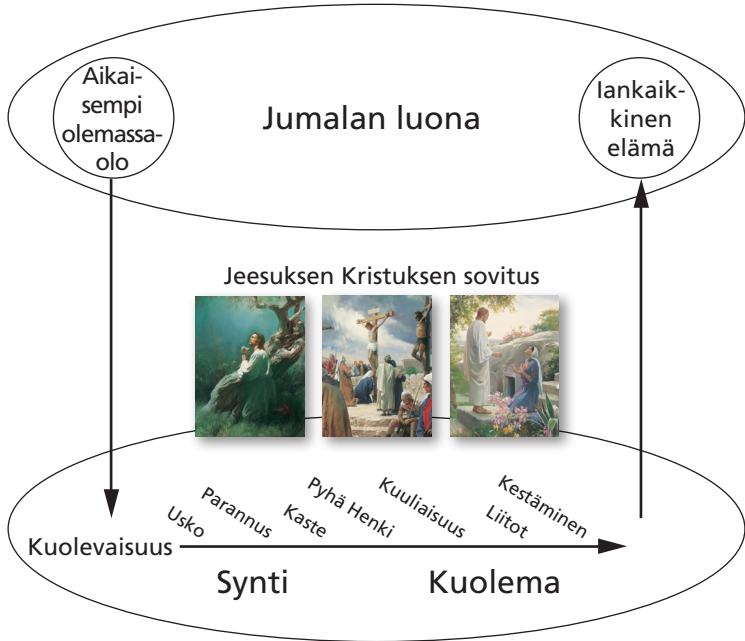 Aikai-
sempi
olemassa-
olo
Jumalan luona
Iankaik-
kinen
elämä
Jeesuksen Kristuksen sovitus
Usko
Parannus
Kaste
Pyhä Henki
Kuuliaisuus
Liitot
Kestäminen
Kuolevaisuus
Synti
Kuolema